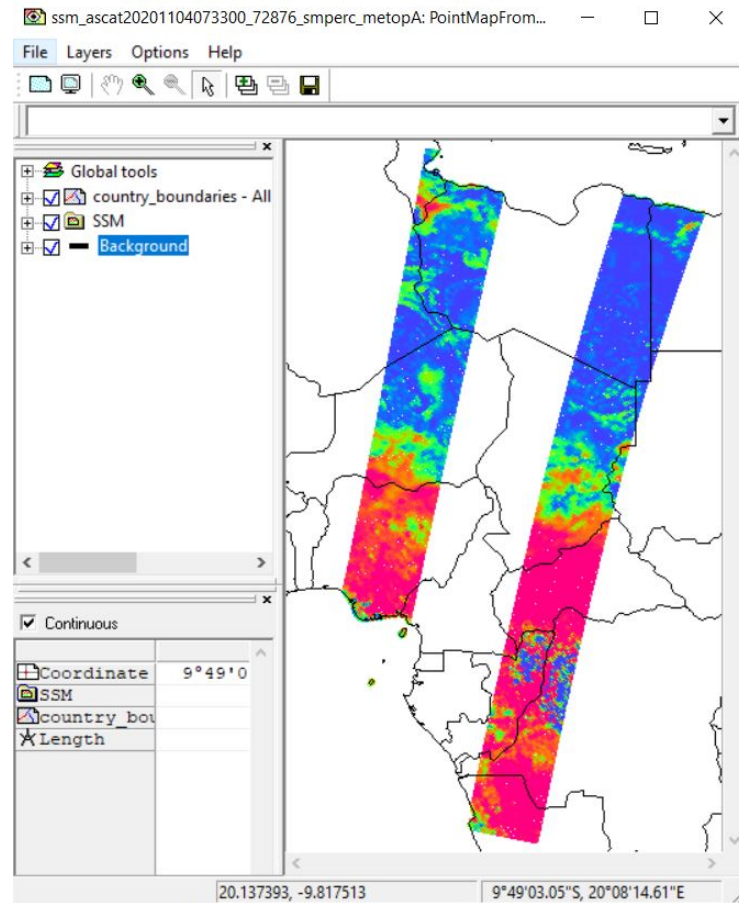 ssm_ascat20201104073300_72876_smperc_metopA: PointMapFrom...
File Layers Options Help
Global tools
country_boundaries - All
SSM
Background
Continuous
Coordinate 9°49'0
SSM
country_bou
Length
20.137393, -9.817513 9°49'03.05"S, 20°08'14.61"E